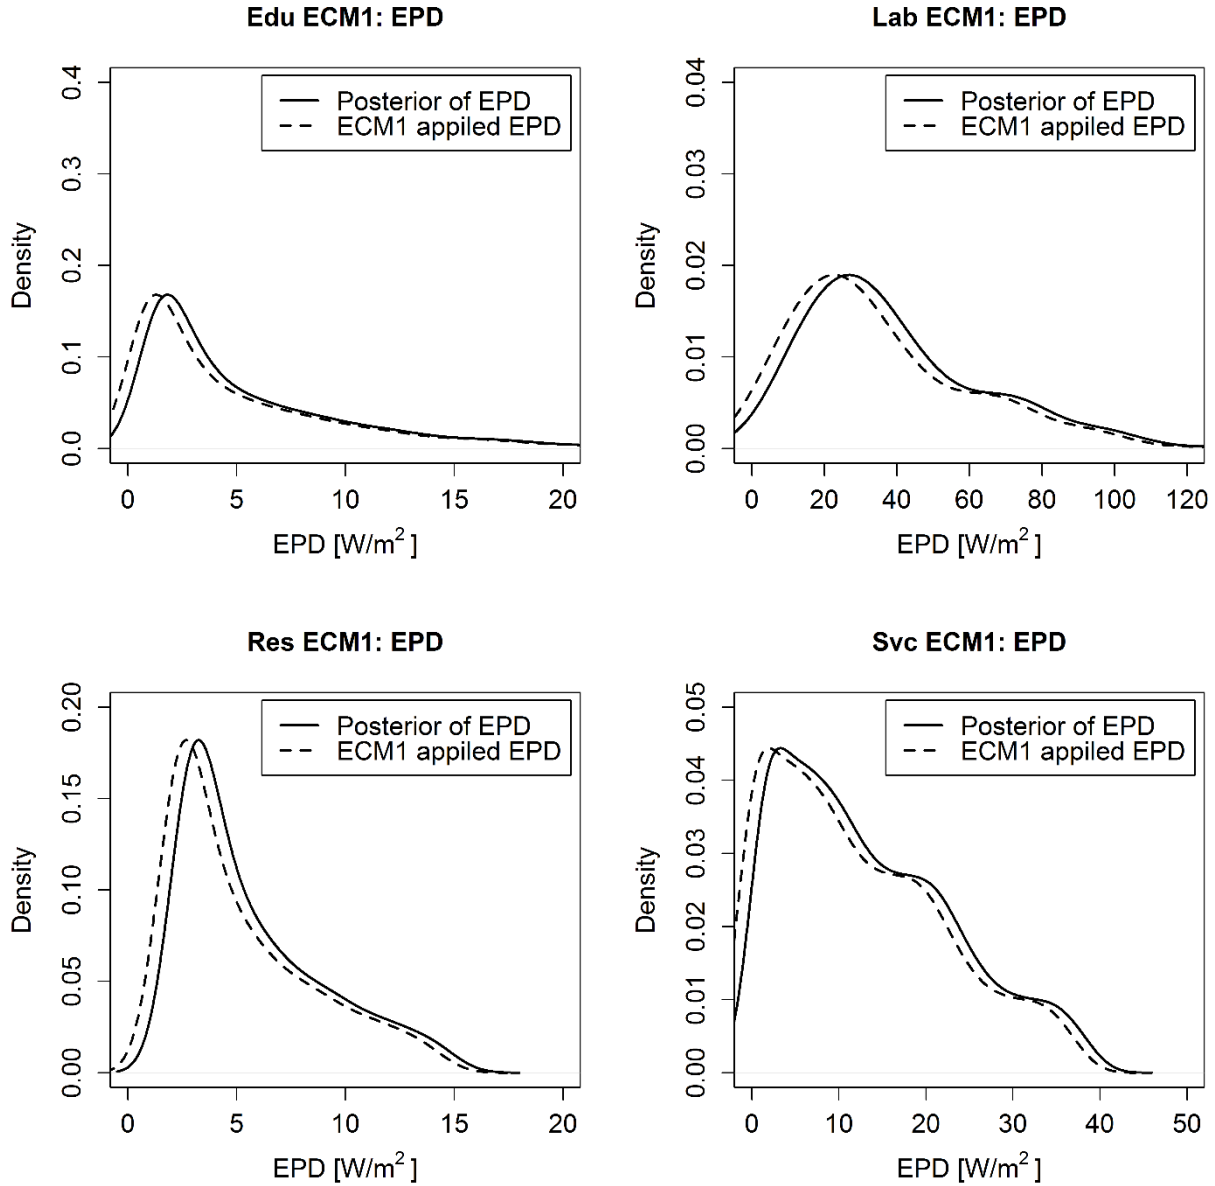 Edu ECM1: EPD
0.4
0.3
0.2
0.1
0.0
Density
Posterior of EPD
ECM1 appiled EPD
0 5 10 15 20
EPD [W/m²]
Lab ECM1: EPD
0.04
0.03
0.02
0.01
0.00
Density
Posterior of EPD
ECM1 appiled EPD
0 20 40 60 80 100 120
EPD [W/m²]
Res ECM1: EPD
0.20
0.15
0.10
0.05
0.00
Density
Posterior of EPD
ECM1 appiled EPD
0 5 10 15 20
EPD [W/m²]
Svc ECM1: EPD
0.05
0.04
0.03
0.02
0.01
0.00
Density
Posterior of EPD
ECM1 appiled EPD
0 10 20 30 40 50
EPD [W/m²]